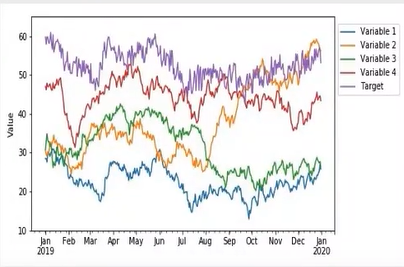 60
50
40
30
20
10
Value
Jan Feb Mar Apr May Jun Jul Aug Sep Oct Nov Dec Jan
2019 2020
Variable 1
Variable 2
Variable 3
Variable 4
Target